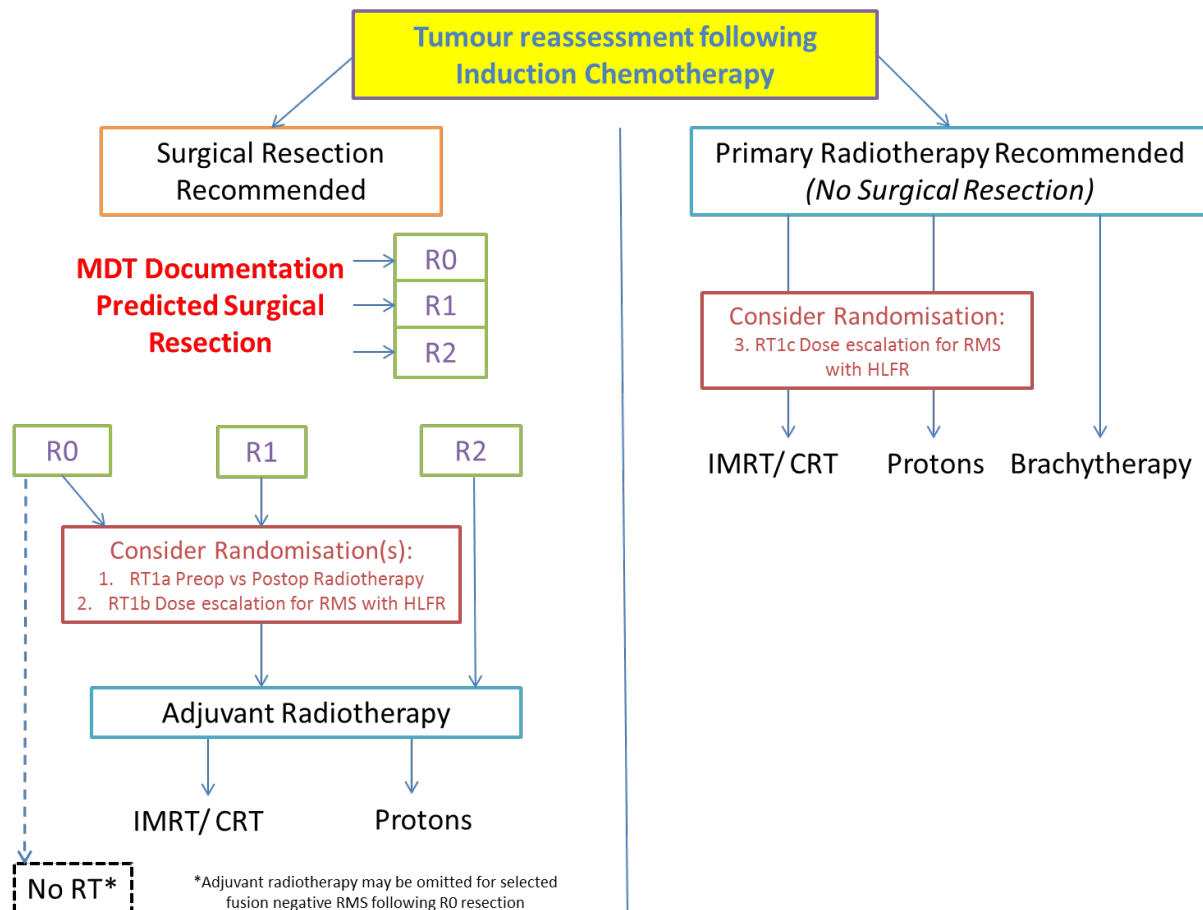 Tumour reassessment following
Induction Chemotherapy
Surgical Resection
Recommended
MDT Documentation
Predicted Surgical
Resection
R0
R1
R2
R0
R1
R2
Consider Randomisation(s):
1. RT1a Preop vs Postop Radiotherapy
2. RT1b Dose escalation for RMS with HLFR
Adjuvant Radiotherapy
IMRT/ CRT
Protons
No RT*
*Adjuvant radiotherapy may be omitted for selected
fusion negative RMS following R0 resection
Primary Radiotherapy Recommended
(No Surgical Resection)
Consider Randomisation:
3. RT1c Dose escalation for RMS
with HLFR
IMRT/ CRT
Protons
Brachytherapy